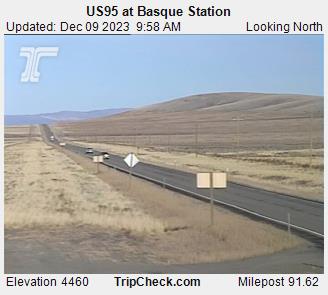 US95 at Basque Station
Updated: Dec 09 2023 9:58 AM Looking North
Elevation 4460 TripCheck.com Milepost 91.62